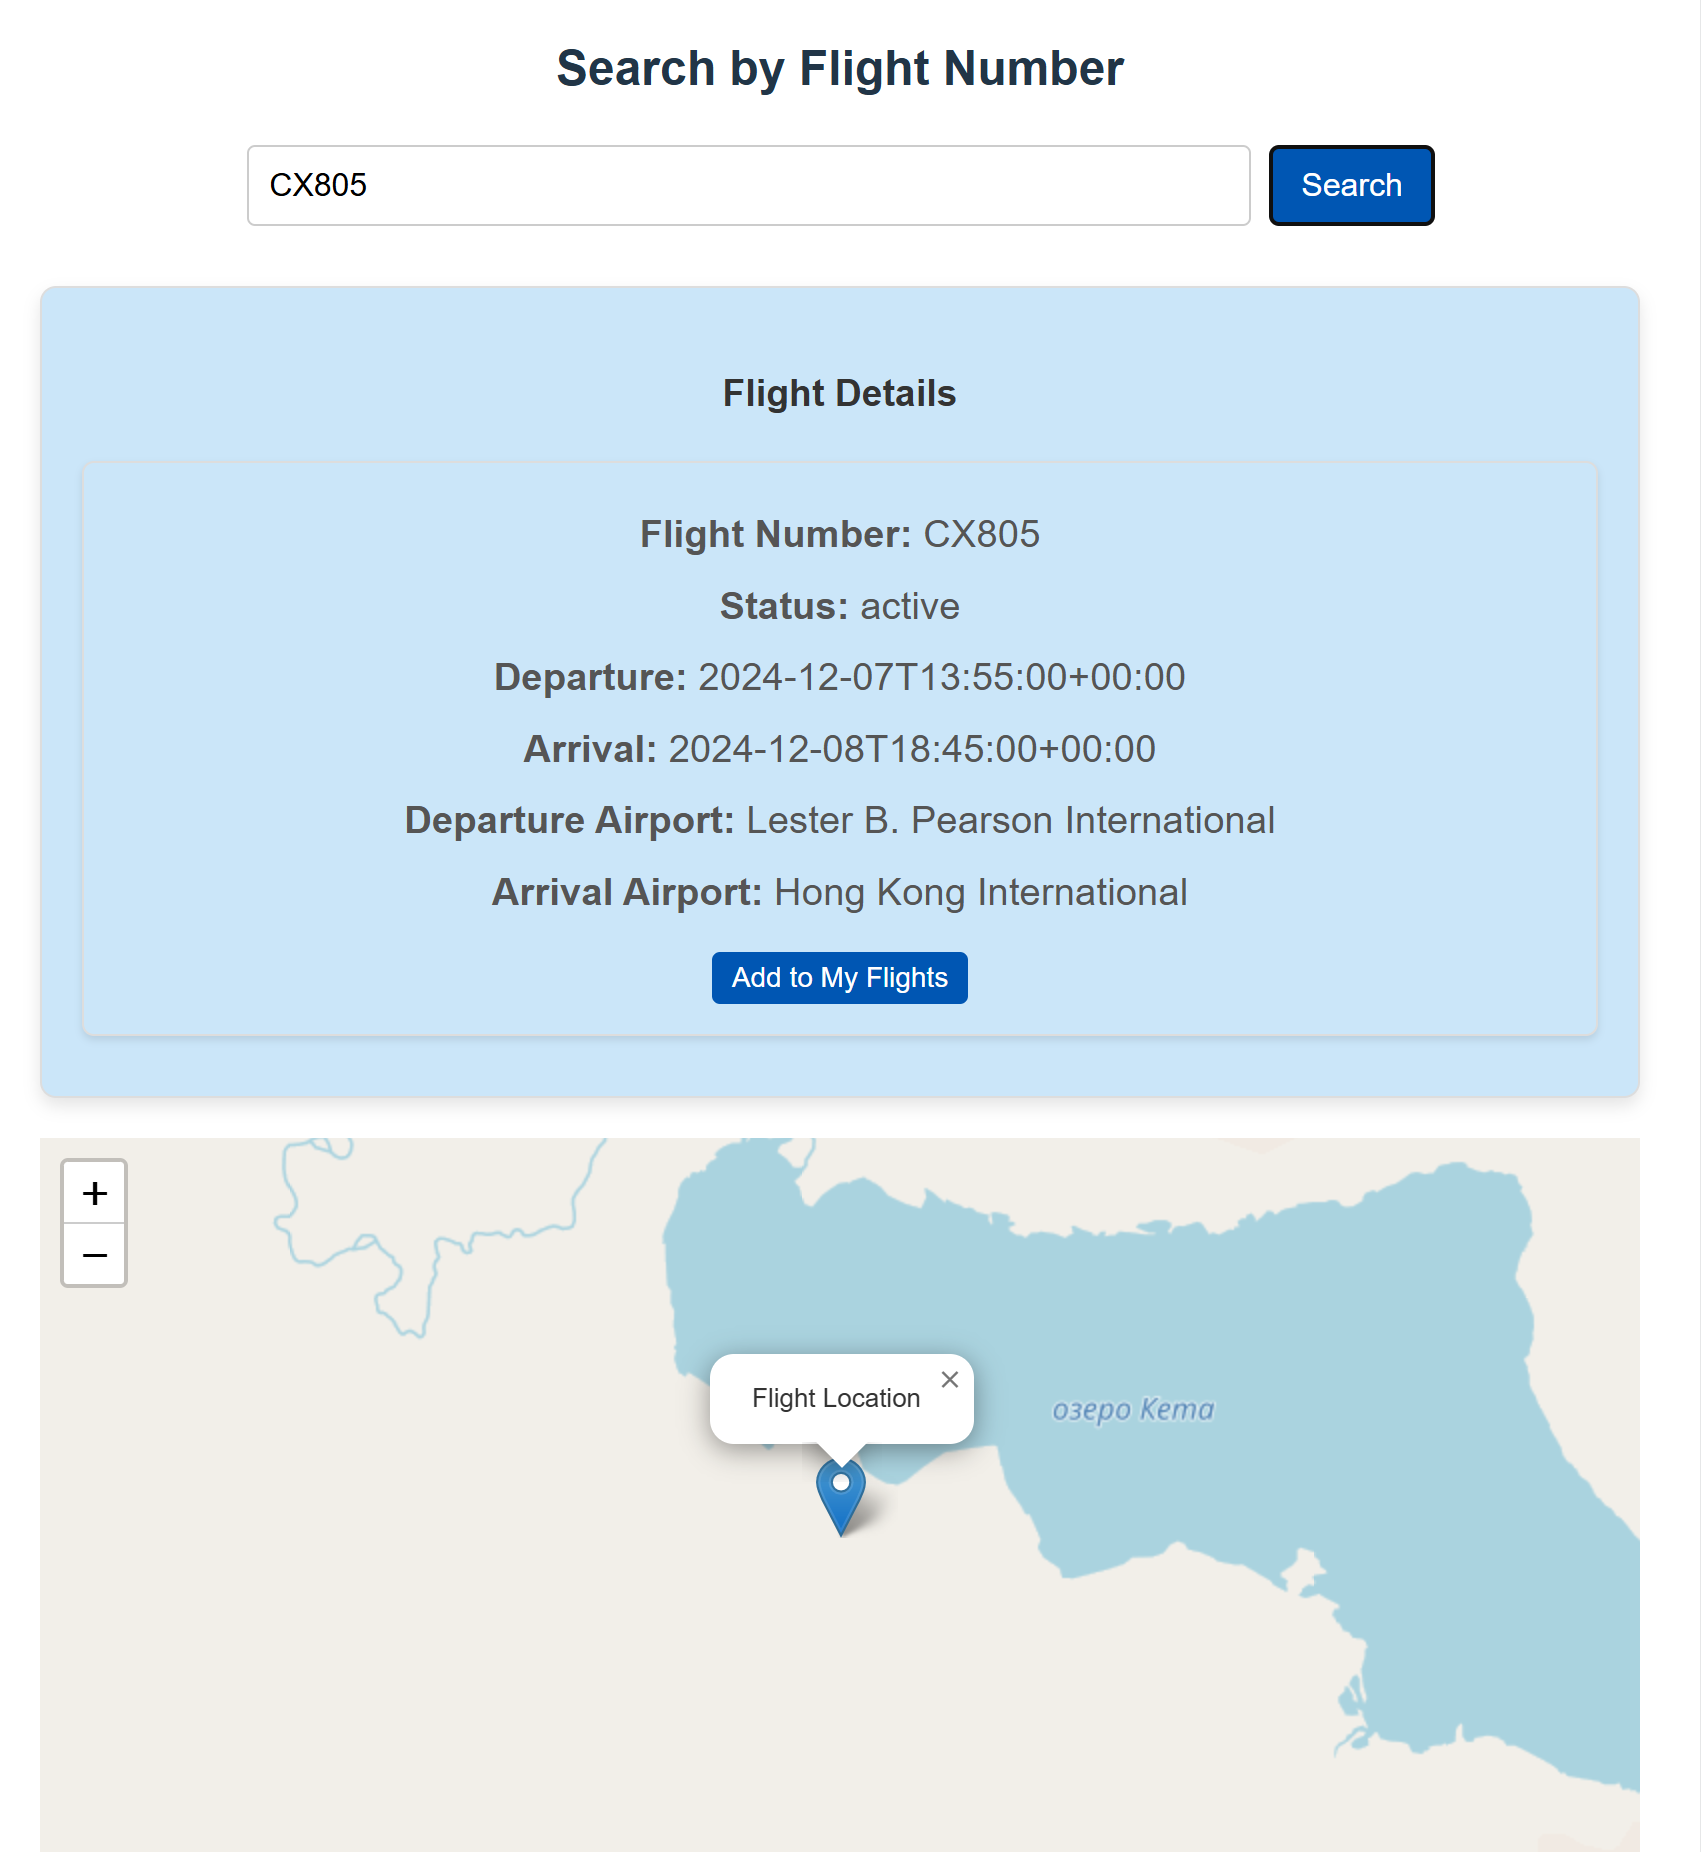 Search by Flight Number
CX805
Search
Flight Details
Flight Number: CX805
Status: active
Departure: 2024-12-07T13:55:00+00:00
Arrival: 2024-12-08T18:45:00+00:00
Departure Airport: Lester B. Pearson International
Arrival Airport: Hong Kong International
Add to My Flights
+
−
Flight Location
×
озеро Кета